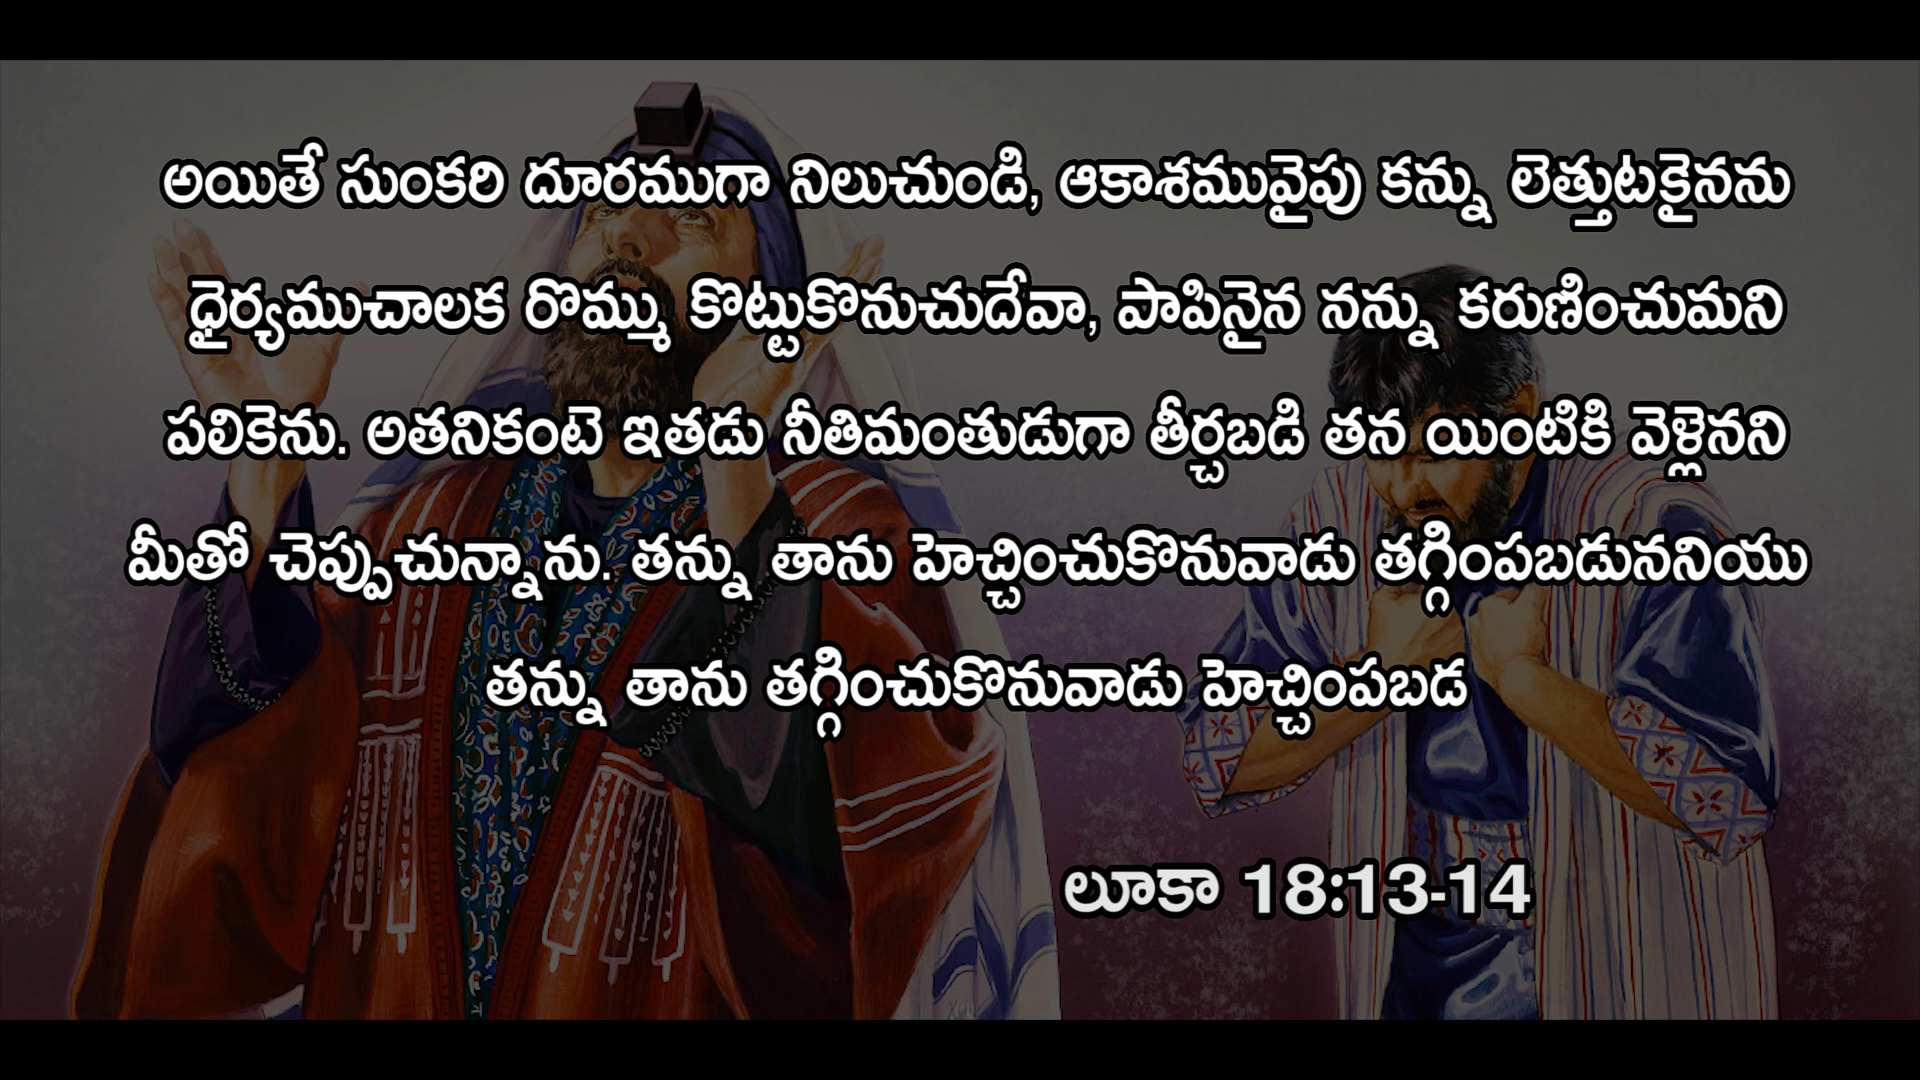 అయితే సుంకరి దూరముగా నిలుచుండి, ఆకాశమువైపు కన్ను లెత్తుటకైనను
ధైర్యముచాలక రొమ్ము కొట్టుకొనుచుదేవా, పాపినైన నన్ను కరుణించుమని
పలికెను. అతనికంటె ఇతడు నీతిమంతుడుగా తీర్చబడి తన యింటికి వెళ్లెనని
మీతో చెప్పుచున్నాను. తన్ను తాను హెచ్చించుకొనువాడు తగ్గింపబడుననియు
తన్ను తాను తగ్గించుకొనువాడు హెచ్చింపబడ
లూకా 18:13-14